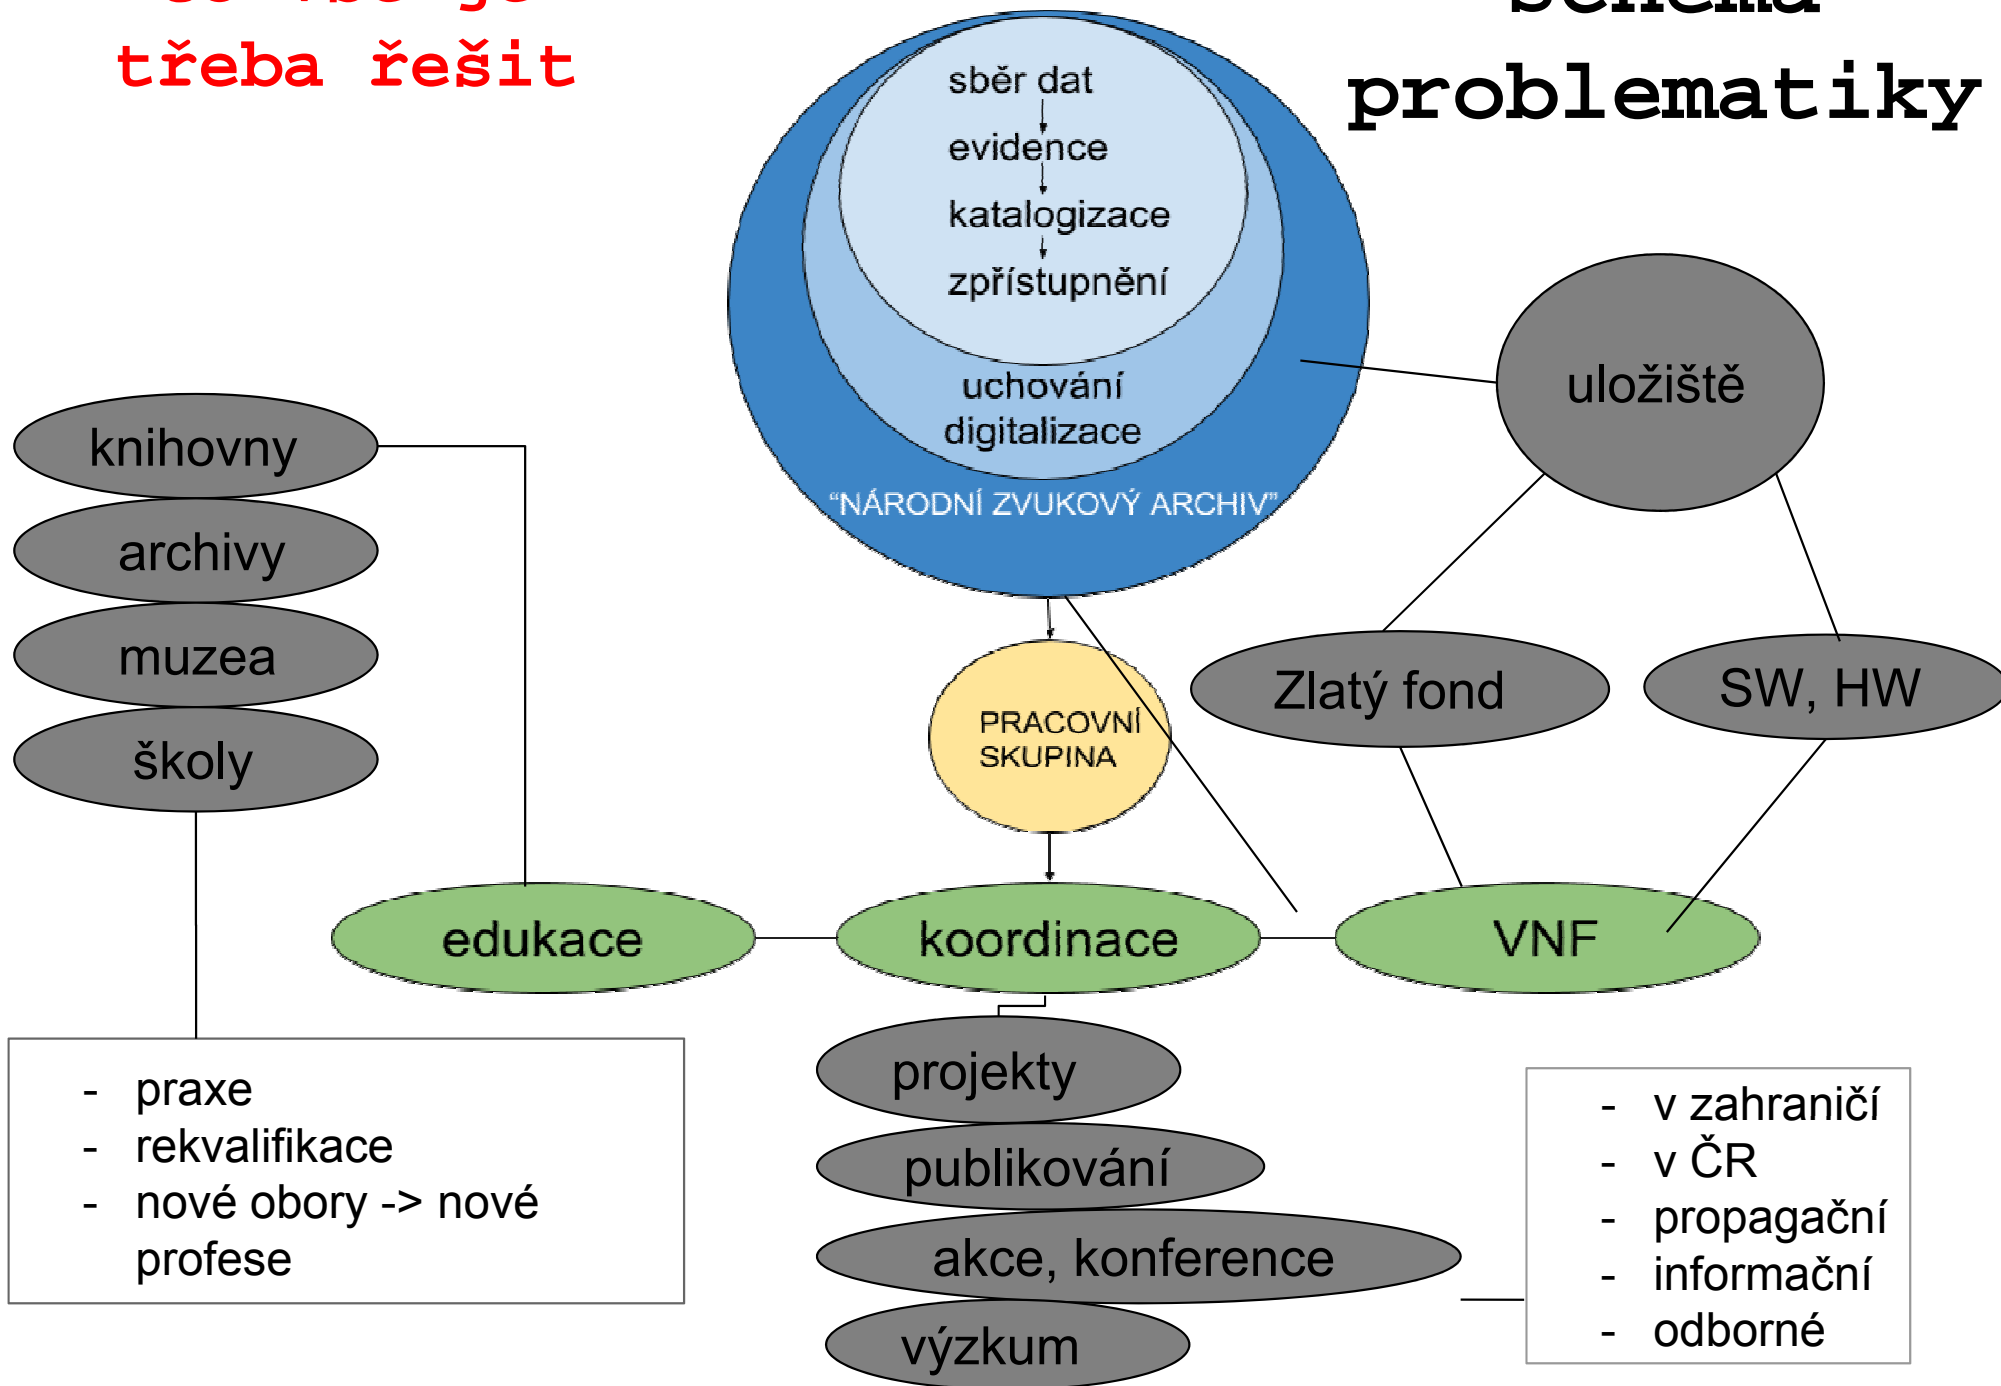 třeba řešit
schéma
problematiky
sběr dat
evidence
katalogizace
zpřístupnění
uchování
digitalizace
“NÁRODNÍ ZVUKOVÝ ARCHIV”
uložiště
knihovny
archivy
muzea
školy
Zlatý fond
SW, HW
PRACOVNÍ
SKUPINA
edukace
koordinace
VNF
- praxe
- rekvalifikace
- nové obory -> nové
profese
projekty
publikování
akce, konference
výzkum
- v zahraničí
- v ČR
- propagační
- informační
- odborné